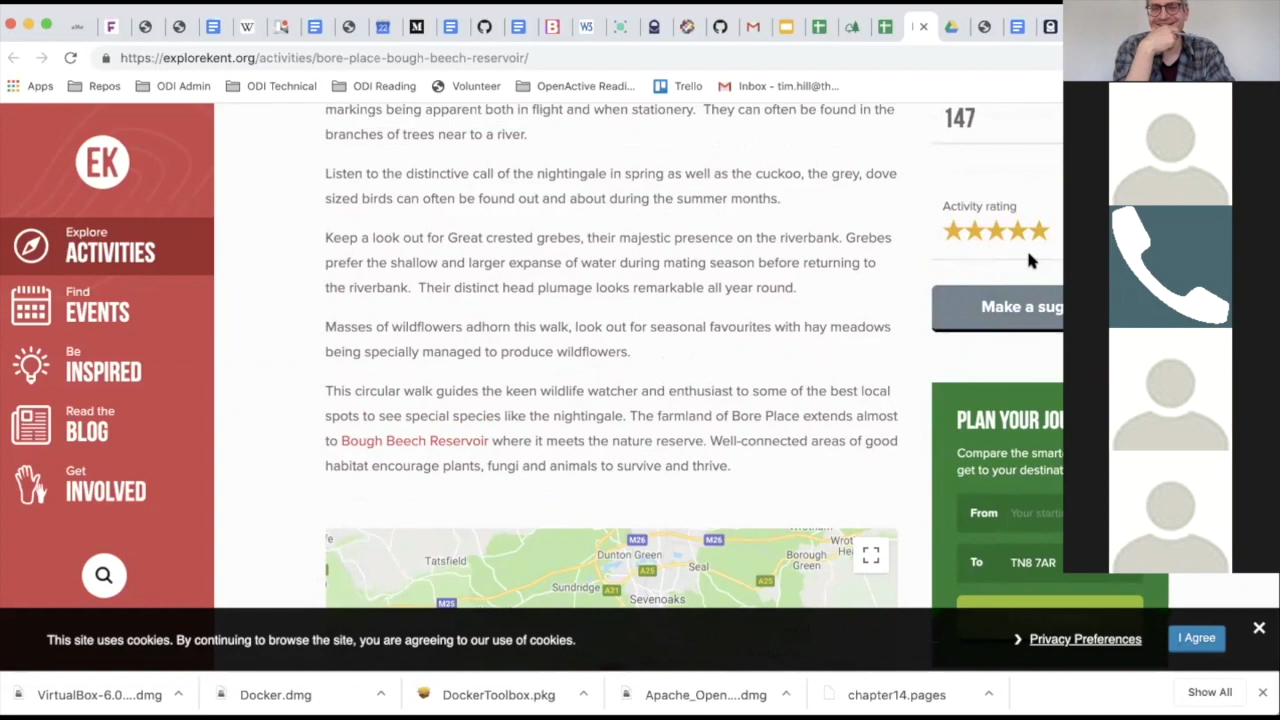 F
W
22
M
B
W3
https://explorekent.org/activities/bore-place-bough-beech-reservoir/
Apps
Repos
ODI Admin
ODI Technical
ODI Reading
Volunteer
OpenActive Readi...
Trello
Inbox - tim.hill@th...
EK
Explore
ACTIVITIES
Find
EVENTS
Be
INSPIRED
Read the
BLOG
Get
INVOLVED
markings being apparent both in flight and when stationery. They can often be found in the
branches of trees near to a river.
Listen to the distinctive call of the nightingale in spring as well as the cuckoo, the grey, dove
sized birds can often be found out and about during the summer months.
Keep a look out for Great crested grebes, their majestic presence on the riverbank. Grebes
prefer the shallow and larger expanse of water during mating season before returning to
the riverbank. Their distinct head plumage looks remarkable all year round.
Masses of wildflowers adhorn this walk, look out for seasonal favourites with hay meadows
being specially managed to produce wildflowers.
This circular walk guides the keen wildlife watcher and enthusiast to some of the best local
spots to see special species like the nightingale. The farmland of Bore Place extends almost
to Bough Beech Reservoir where it meets the nature reserve. Well-connected areas of good
habitat encourage plants, fungi and animals to survive and thrive.
147
Activity rating
Make a sug
PLAN YOUR JOU
Compare the smarte
get to your destinat
From Your starti
To TN8 7AR
M26
M26
Tatsfield
Dunton Green
Borough
Green
Seal
A25
A25
Sundridge
A21
M25
Sevenoaks
This site uses cookies. By continuing to browse the site, you are agreeing to our use of cookies.
Privacy Preferences
I Agree
VirtualBox-6.0....dmg
Docker.dmg
DockerToolbox.pkg
Apache_Open....dmg
chapter14.pages
Show All